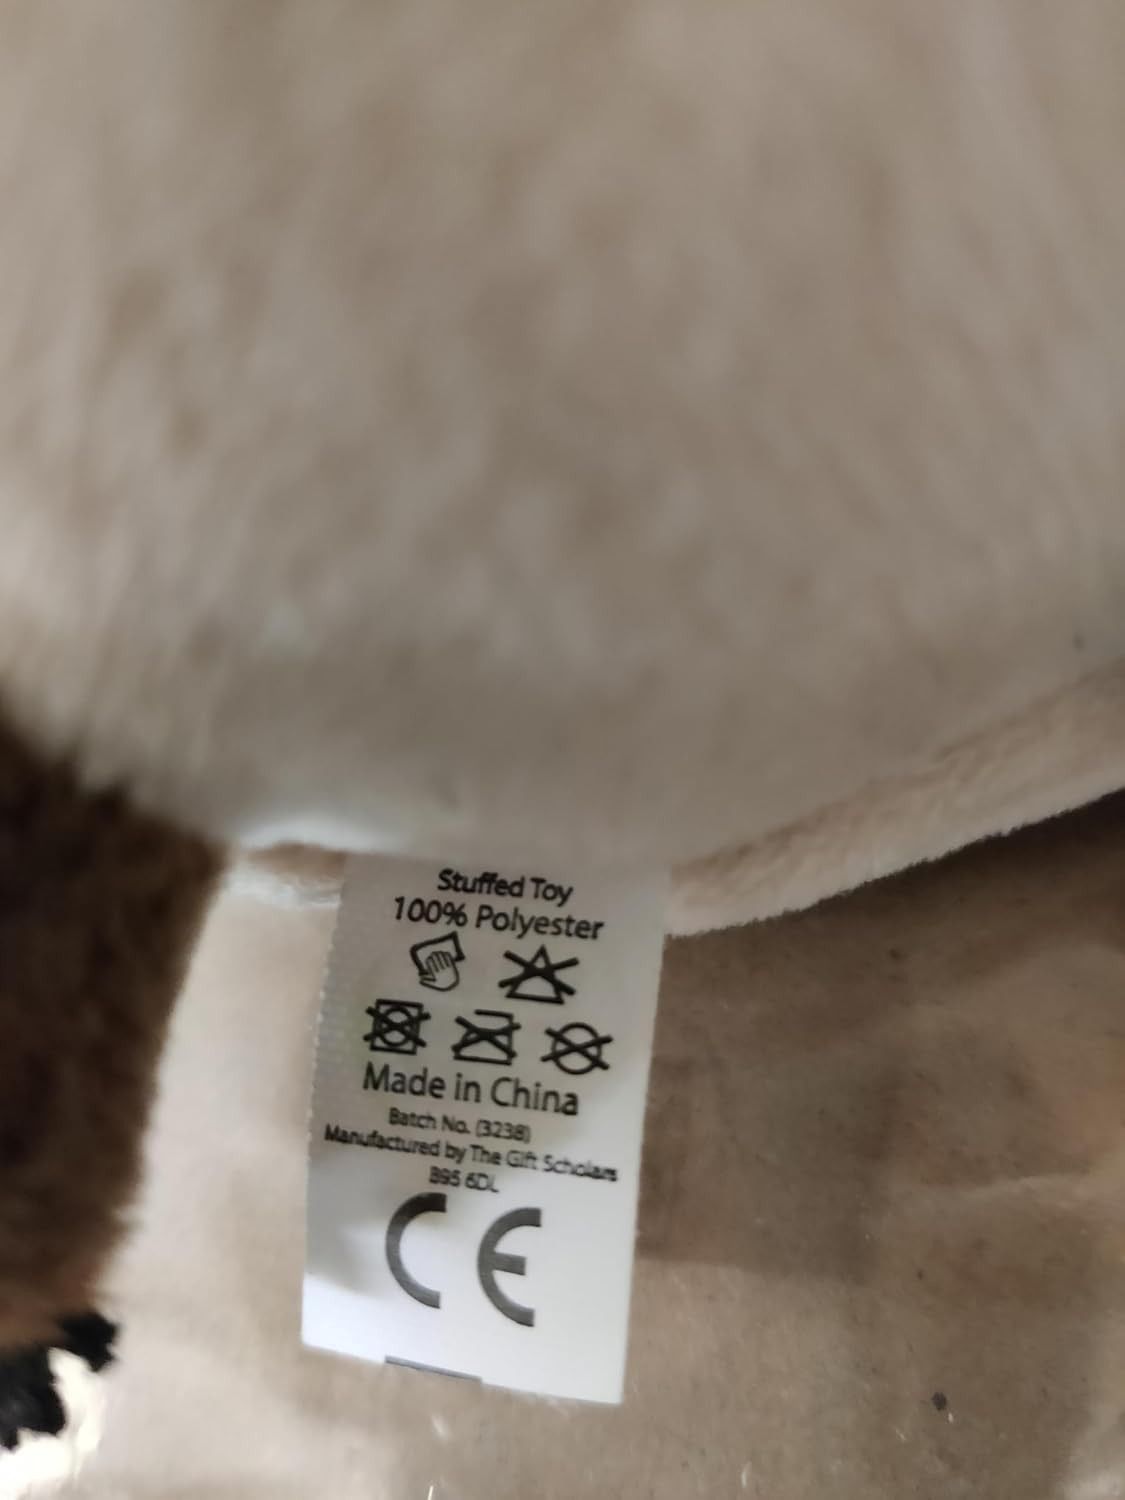 Stuffed Toy
100% Polyester
Made in China
Batch No. (3238)
Manufactured by The Gift Scholars
B95 6DL
CE